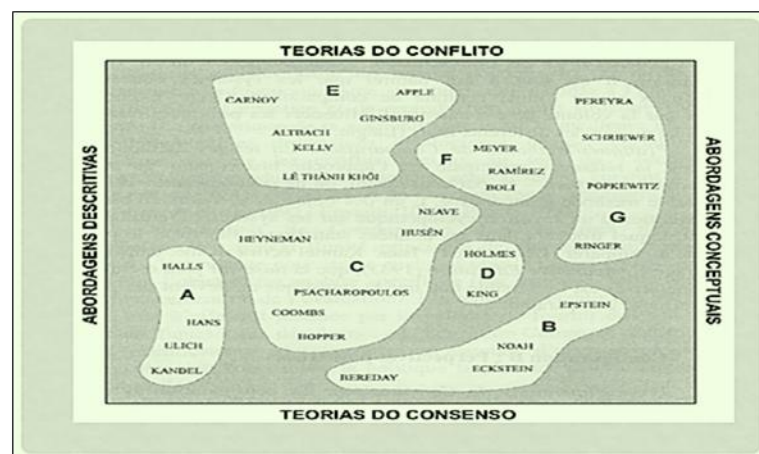 TEORIAS DO CONFLITO
ABORDAGENS DESCRITIVAS
ABORDAGENS CONCEPTUAIS
E
CARNOY
APPLE
GINSBURG
ALTBACH
KELLY
LÊ THÀNH KHÔI
F
MEYER
RAMÍREZ
BOLI
PEREYRA
SCHRIEWER
POPKEWITZ
G
RINGER
NEAVE
HUSÉN
HEYNEMAN
C
PSACHAROPOULOS
COOMBS
HOPPER
HOLMES
D
KING
HALLS
A
HANS
ULICH
KANDEL
EPSTEIN
B
NOAH
ECKSTEIN
BEREDAY
TEORIAS DO CONSENSO